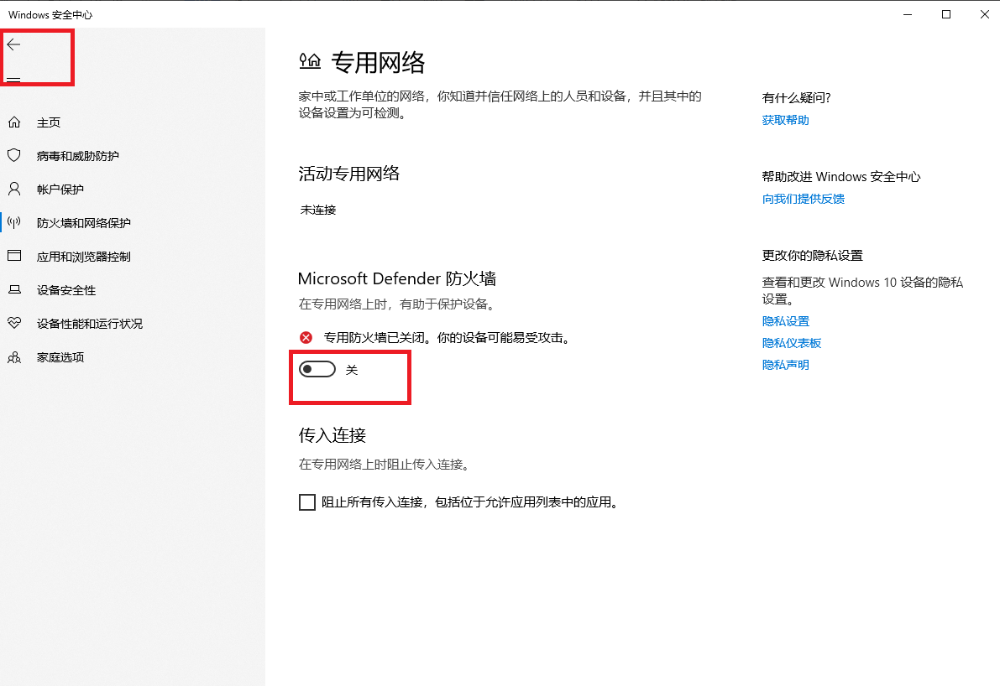 Windows 安全中心
主页
病毒和威胁防护
帐户保护
防火墙和网络保护
应用和浏览器控制
设备安全性
设备性能和运行状况
家庭选项
专用网络
家中或工作单位的网络，你知道并信任网络上的人员和设备，并且其中的
设备设置为可检测。
活动专用网络
未连接
Microsoft Defender 防火墙
在专用网络上时，有助于保护设备。
专用防火墙已关闭。你的设备可能易受攻击。
关
传入连接
在专用网络上时阻止传入连接。
阻止所有传入连接，包括位于允许应用列表中的应用。
有什么疑问?
获取帮助
帮助改进 Windows 安全中心
向我们提供反馈
更改你的隐私设置
查看和更改 Windows 10 设备的隐私
设置。
隐私设置
隐私仪表板
隐私声明